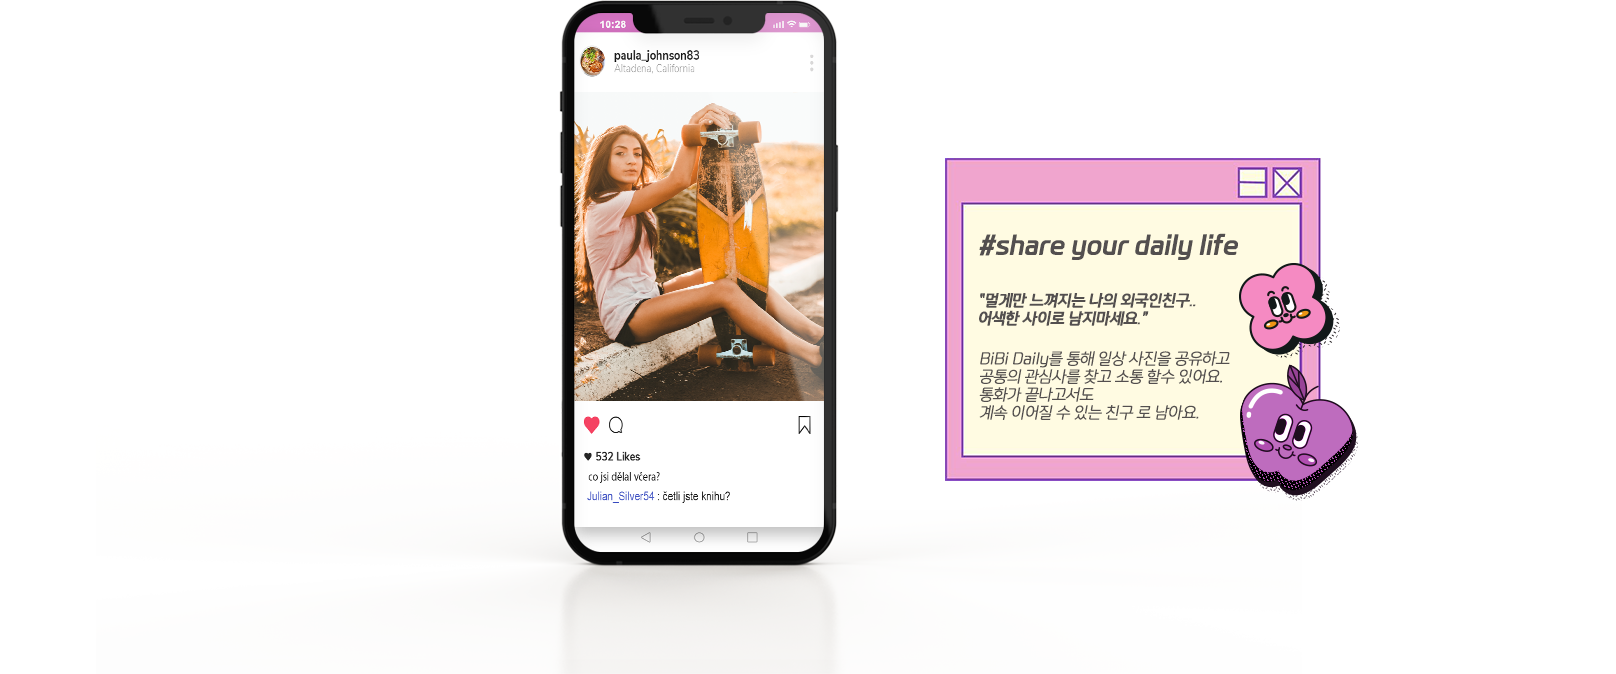 10:28
paula_johnson83
Altadena, California
532 Likes
co jsi dělal včera?
Julian_Silver54 : četli jste knihu?
#share your daily life
"멀게만 느껴지는 나의 외국인친구..
어색한 사이로 남지마세요."
BiBi Daily를 통해 일상 사진을 공유하고
공통의 관심사를 찾고 소통 할수 있어요.
통화가 끝나고서도
계속 이어질 수 있는 친구 로 남아요.